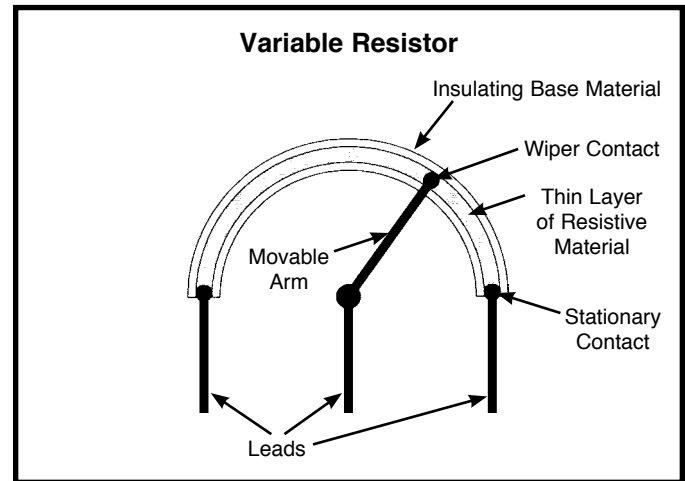 Variable Resistor
Insulating Base Material
Wiper Contact
Thin Layer
of Resistive
Material
Movable
Arm
Stationary
Contact
Leads